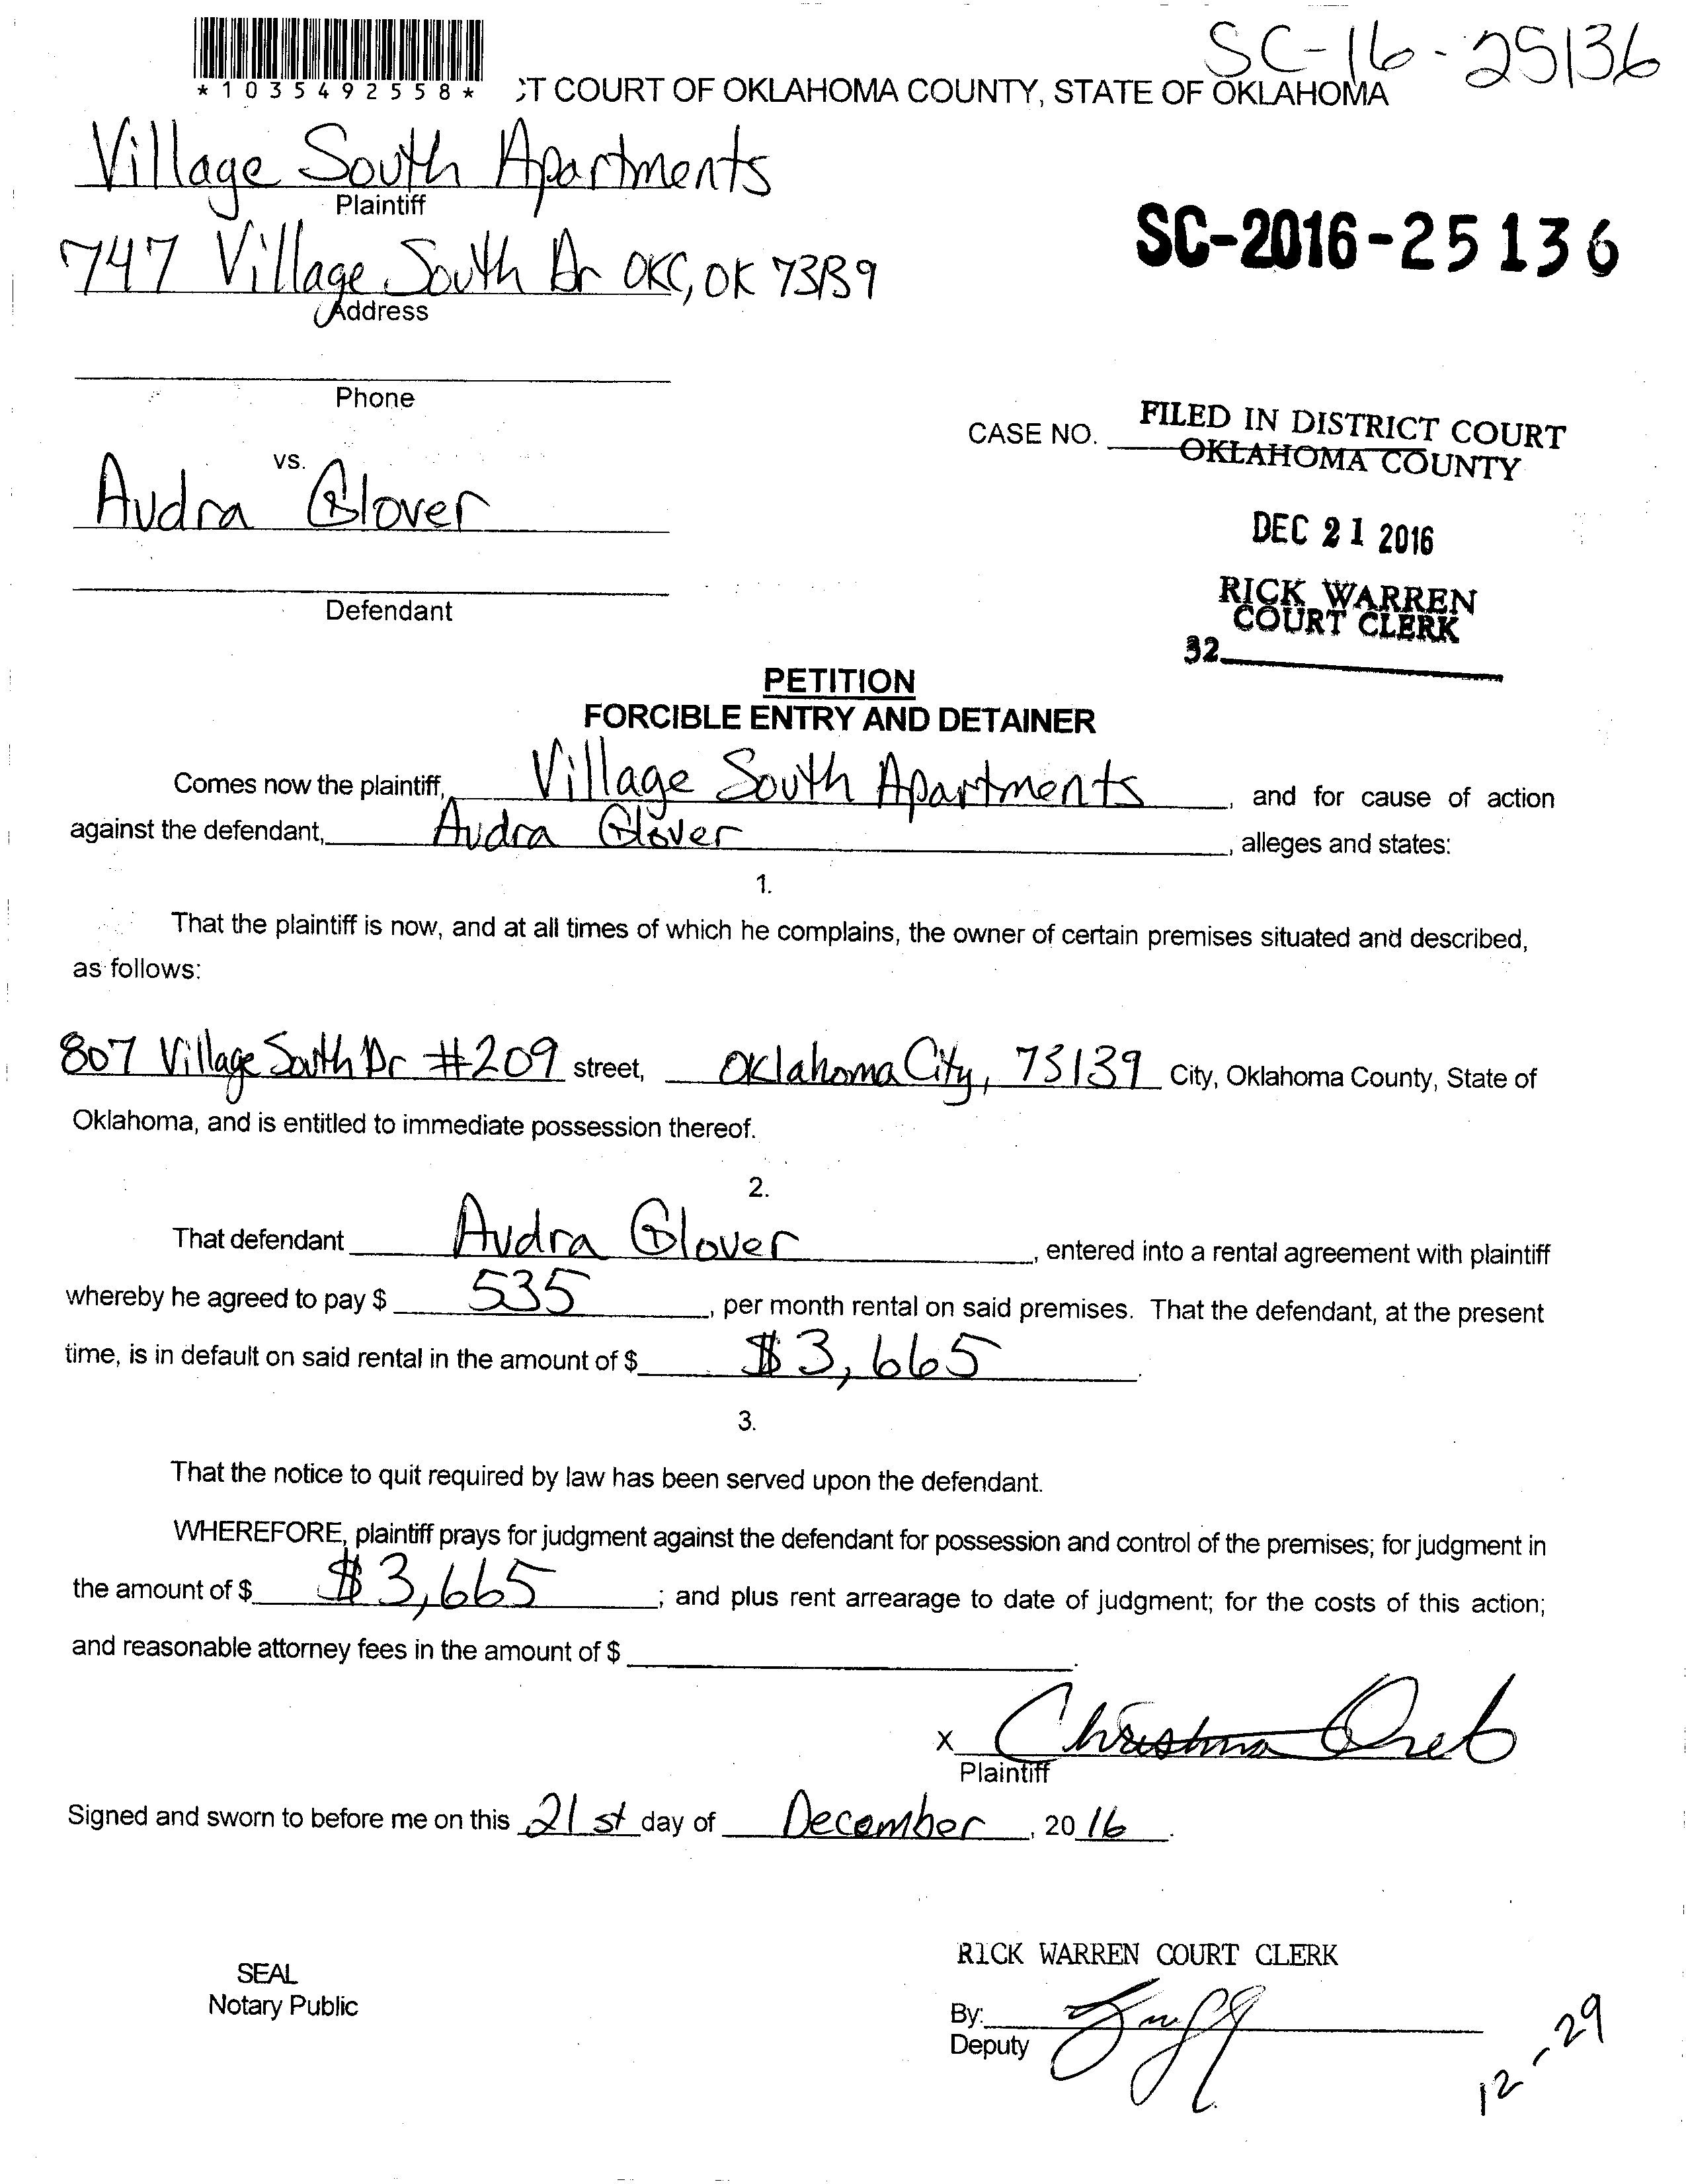 SC-16-25136
*1035492558*
T COURT OF OKLAHOMA COUNTY, STATE OF OKLAHOMA
Village South Apartments
Plaintiff
747 Village South Dr OKC, OK 73139
Address
SC-2016-25136
Phone
CASE NO.
FILED IN DISTRICT COURT
OKLAHOMA COUNTY
vs.
Audra Glover
DEC 21 2016
Defendant
RICK WARREN
COURT CLERK
32
PETITION
FORCIBLE ENTRY AND DETAINER
Comes now the plaintiff, Village South Apartments, and for cause of action
against the defendant, Audra Glover, alleges and states:
1.
That the plaintiff is now, and at all times of which he complains, the owner of certain premises situated and described,
as follows:
807 Village South Dr #209 street, Oklahoma City, 73139 City, Oklahoma County, State of
Oklahoma, and is entitled to immediate possession thereof.
2.
That defendant Audra Glover, entered into a rental agreement with plaintiff
whereby he agreed to pay $ 535, per month rental on said premises. That the defendant, at the present
time, is in default on said rental in the amount of $ $3,665.
3.
That the notice to quit required by law has been served upon the defendant.
WHEREFORE, plaintiff prays for judgment against the defendant for possession and control of the premises; for judgment in
the amount of $ $3,665; and plus rent arrearage to date of judgment; for the costs of this action;
and reasonable attorney fees in the amount of $ .
x Christina
Plaintiff
Signed and sworn to before me on this 21st day of December, 2016.
RICK WARREN COURT CLERK
SEAL
Notary Public
By:
Deputy
12-29